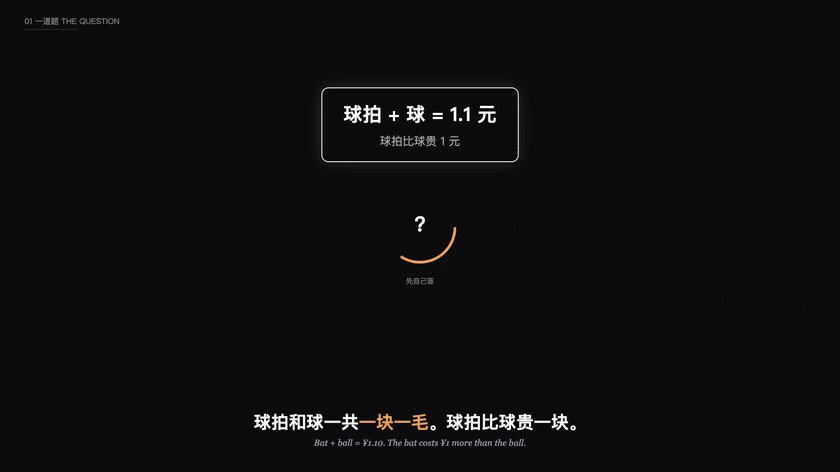 01 一道题 THE QUESTION
球拍 + 球 = 1.1 元
球拍比球贵 1 元
?
先自己答
球拍和球一共一块一毛。球拍比球贵一块。
Bat + ball = ¥1.10. The bat costs ¥1 more than the ball.